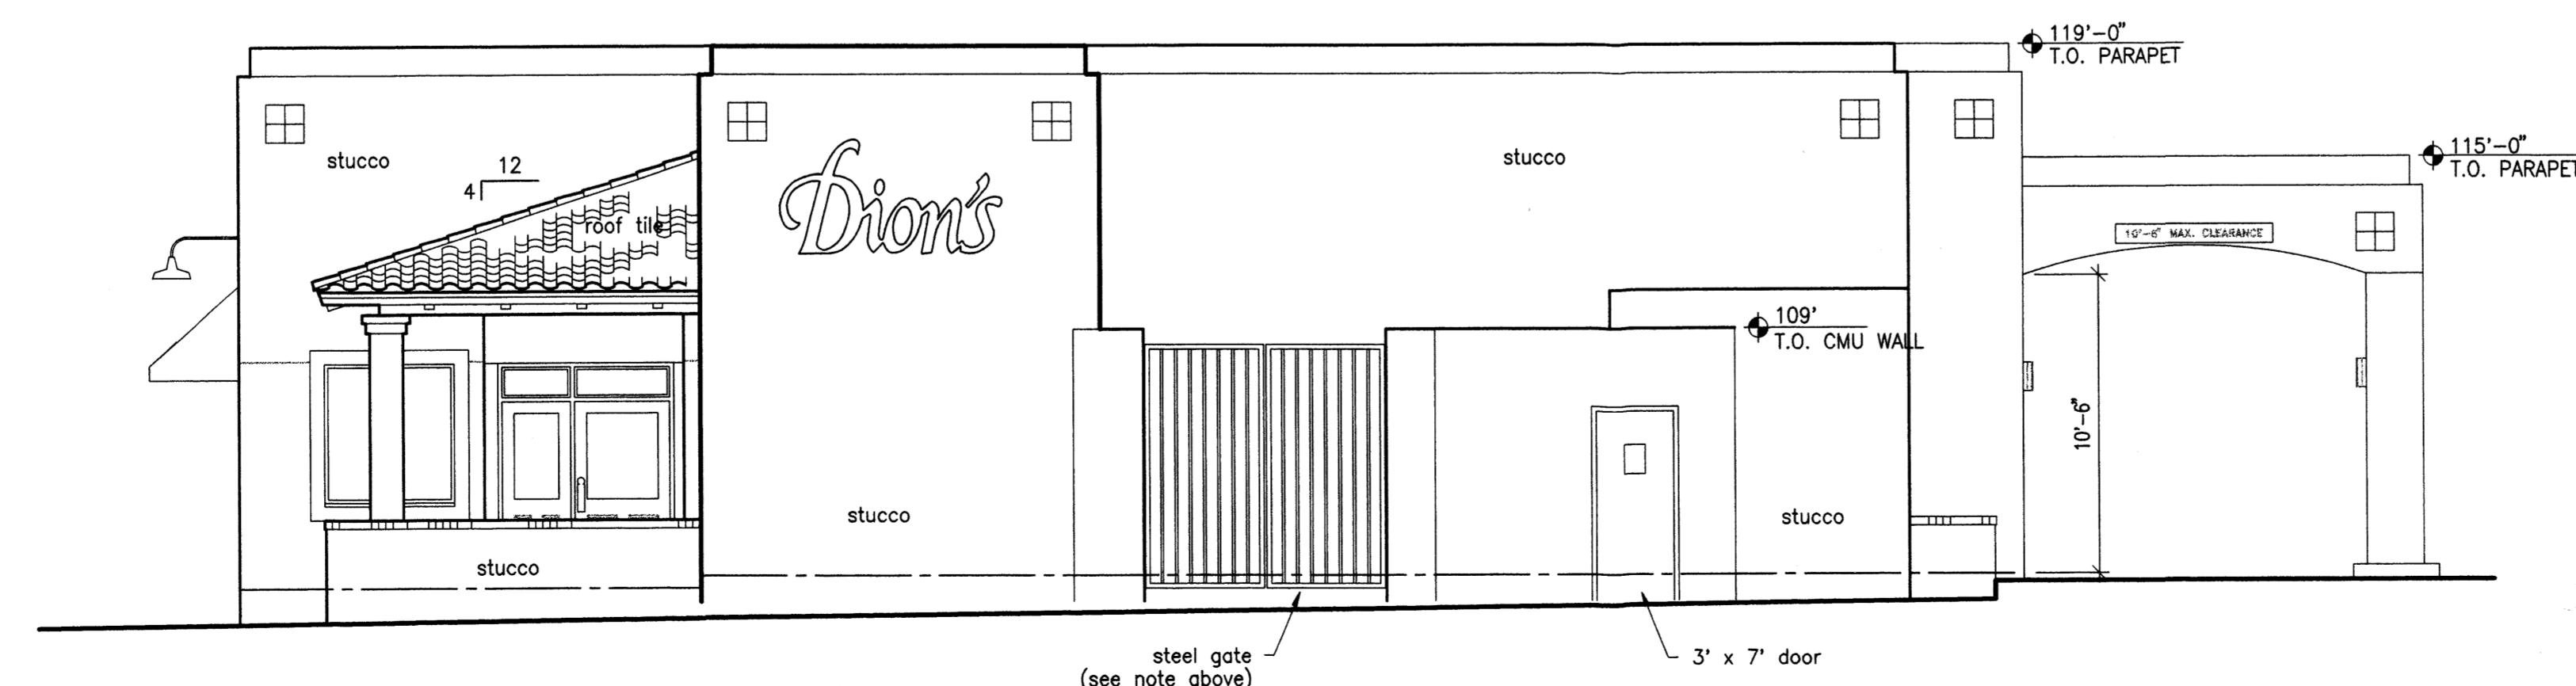 119'-0"
T.O. PARAPET
115'-0"
T.O. PARAPET
stucco
12
4
roof tile
Dion's
stucco
10'-6" MAX. CLEARANCE
109'
T.O. CMU WALL
10'-6"
stucco
stucco
stucco
steel gate
(see note above)
3' x 7' door